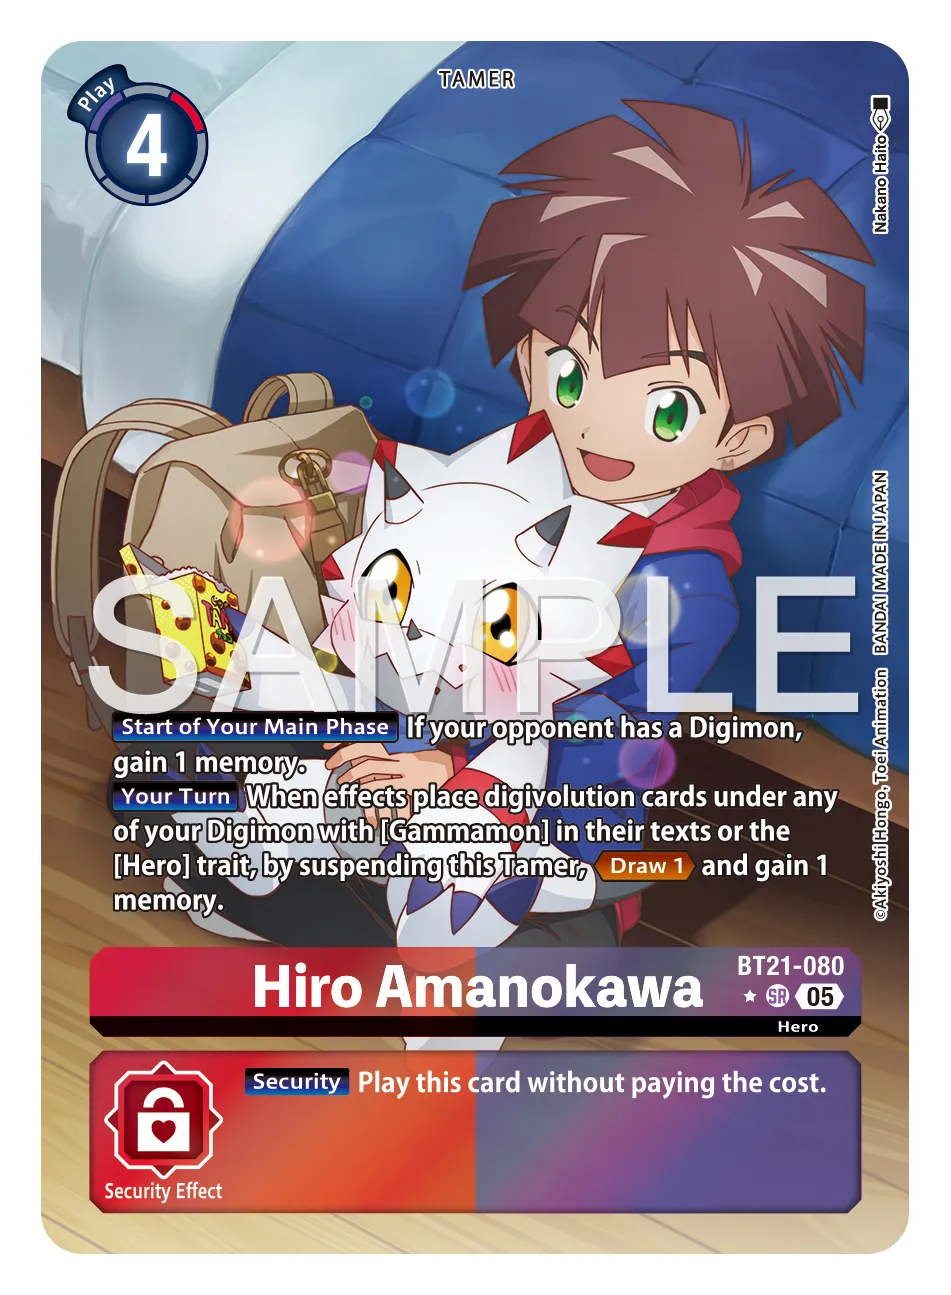 TAMER
Play
4
Nakano Haito
SAMPLE
Start of Your Main Phase If your opponent has a Digimon,
gain 1 memory.
Your Turn When effects place digivolution cards under any
of your Digimon with [Gammamon] in their texts or the
[Hero] trait, by suspending this Tamer, Draw 1 and gain 1
memory.
©Akiyoshi Hongo, Toei Animation BANDAI MADE IN JAPAN
Hiro Amanokawa
BT21-080
SR 05
Hero
Security Play this card without paying the cost.
Security Effect